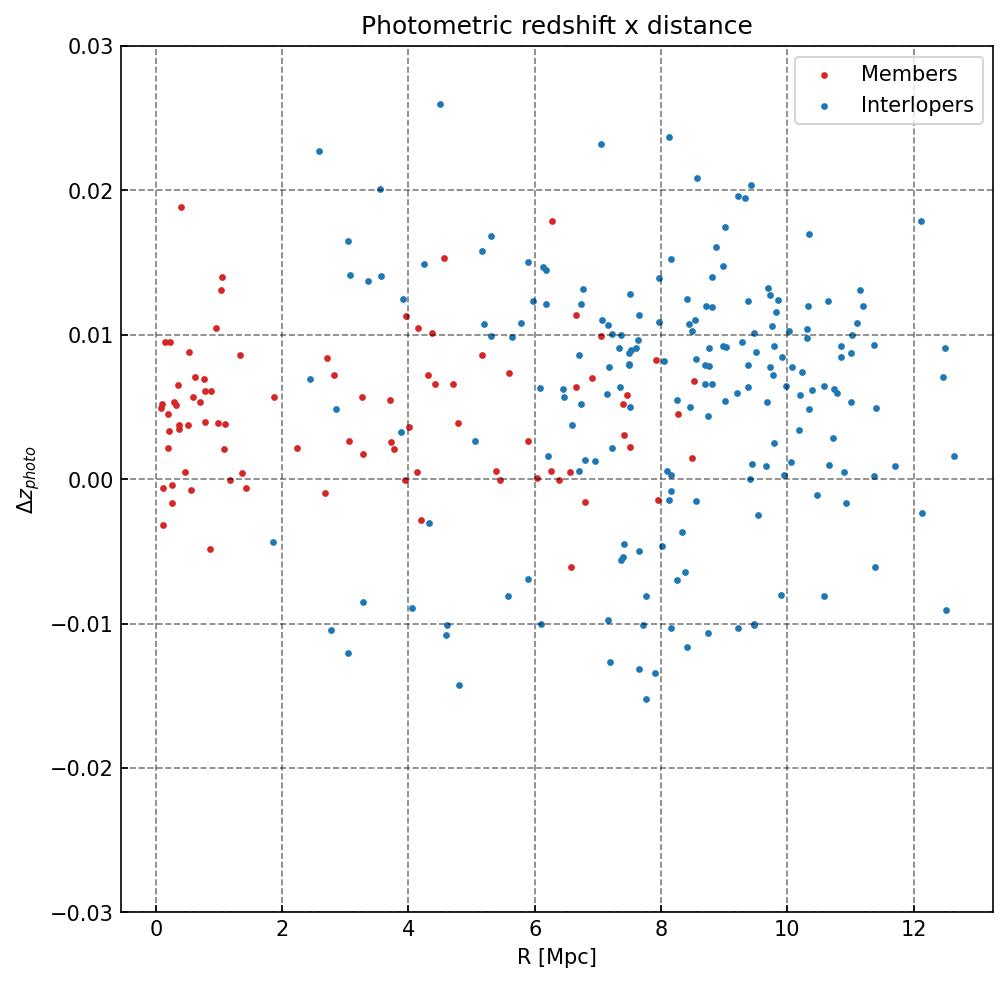 Photometric redshift x distance
Members
Interlopers
0.03
0.02
0.01
0.00
−0.01
−0.02
−0.03
Δz_photo
0 2 4 6 8 10 12
R [Mpc]